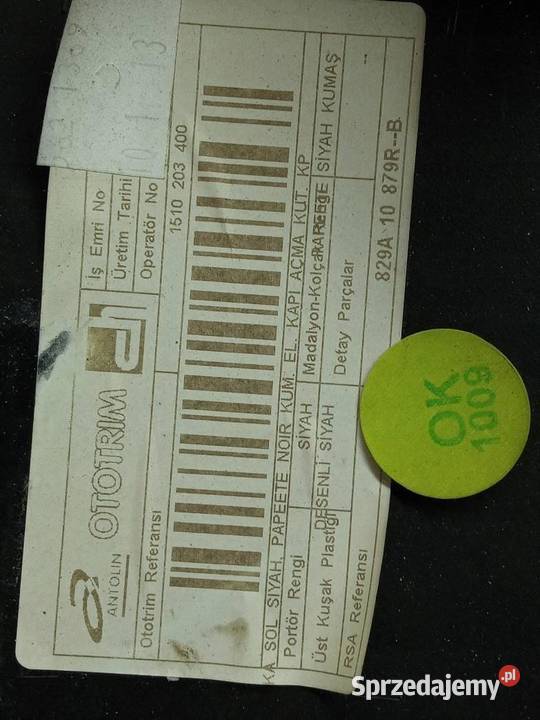 ANTOLIN OTOTRIM
İş Emri No
Üretim Tarihi
Operatör No
01 13
Ototrim Referansı
1510 203 400
KA SOL SİYAH, PAPEETE NOIR KUM. EL. KAPI AÇMA KUT. KP
Portör Rengi SİYAH Madalyon-Kolçak Rengi SİYAH KUMAŞ
Üst Kuşak Plastiği DESENLİ SİYAH Detay Parçalar --
RSA Referansı 829A 10 879R--B
OK
1009
Sprzedajemy.pl